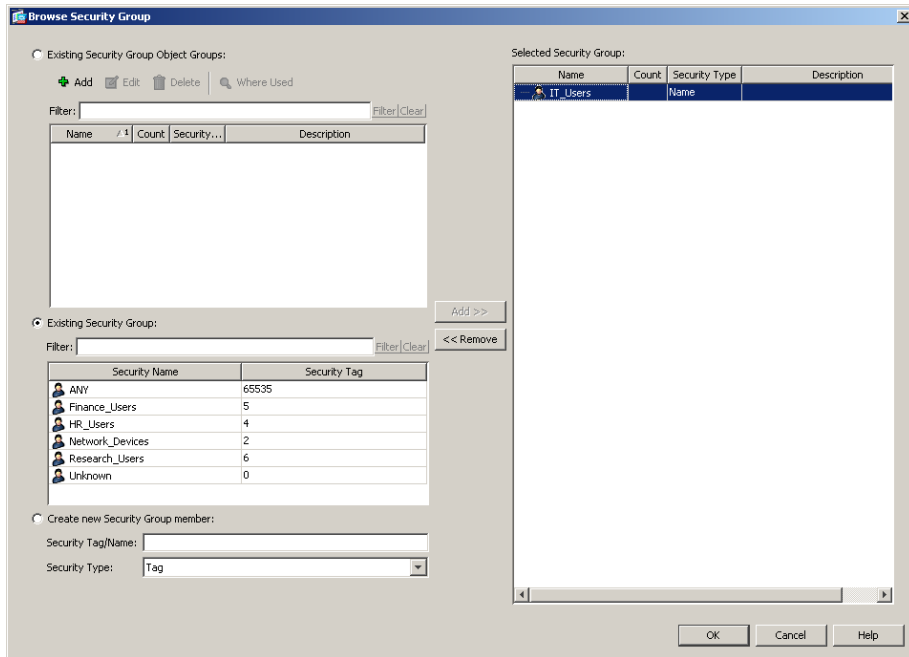 Browse Security Group
Existing Security Group Object Groups:
Add Edit Delete Where Used
Filter: Filter Clear
Name 1 Count Security... Description
Existing Security Group:
Filter: Filter Clear
Security Name Security Tag
ANY 65535
Finance_Users 5
HR_Users 4
Network_Devices 2
Research_Users 6
Unknown 0
Create new Security Group member:
Security Tag/Name:
Security Type: Tag
Add >>
<< Remove
Selected Security Group:
Name Count Security Type Description
IT_Users Name
OK Cancel Help